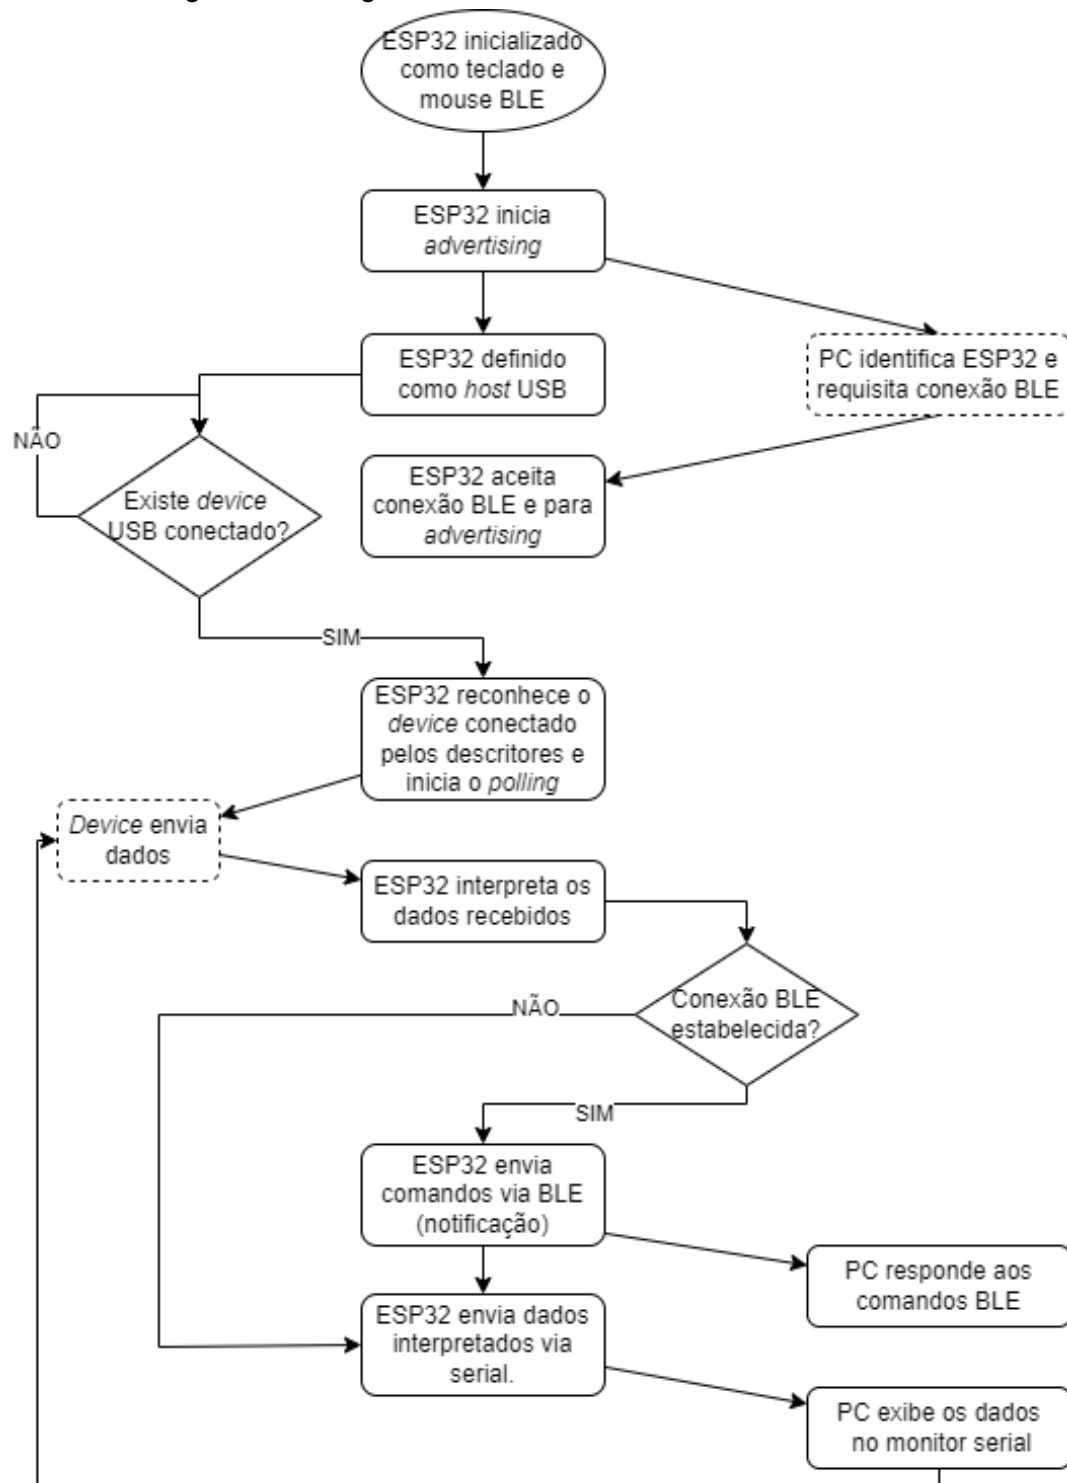 ESP32 inicializado
como teclado e
mouse BLE
ESP32 inicia
advertising
ESP32 definido
como host USB
PC identifica ESP32 e
requisita conexão BLE
NÃO
ESP32 aceita
conexão BLE e para
advertising
Existe device
USB conectado?
SIM
ESP32 reconhece o
device conectado
pelos descritores e
inicia o polling
Device envia
dados
ESP32 interpreta os
dados recebidos
Conexão BLE
estabelecida?
NÃO
SIM
ESP32 envia
comandos via BLE
(notificação)
PC responde aos
comandos BLE
ESP32 envia dados
interpretados via
serial.
PC exibe os dados
no monitor serial